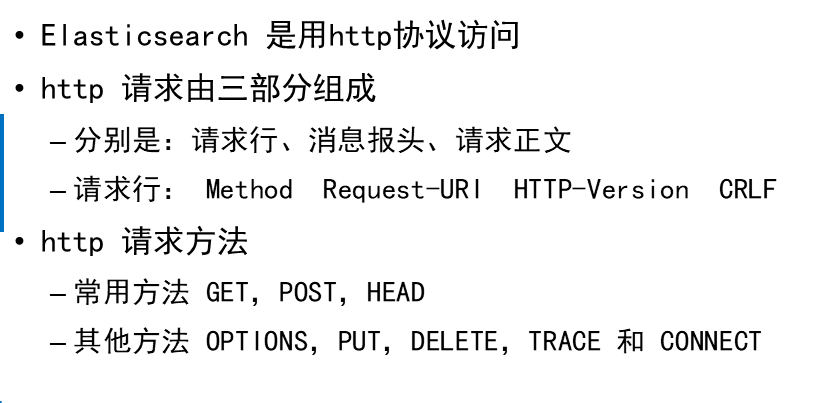 • Elasticsearch 是用http协议访问
• http 请求由三部分组成
– 分别是：请求行、消息报头、请求正文
– 请求行： Method Request-URI HTTP-Version CRLF
• http 请求方法
– 常用方法 GET, POST, HEAD
– 其他方法 OPTIONS, PUT, DELETE, TRACE 和 CONNECT